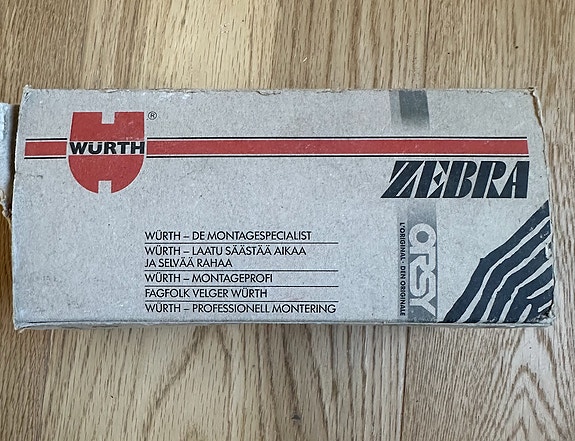 WÜRTH
®
ZEBRA
WÜRTH – DE MONTAGESPECIALIST
WÜRTH – LAATU SÄÄSTÄÄ AIKAA
JA SELVÄÄ RAHAA
WÜRTH – MONTAGEPROFI
FAGFOLK VELGER WÜRTH
WÜRTH – PROFESSIONELL MONTERING
ORSY
L'ORIGINAL - DEN ORIGINALE